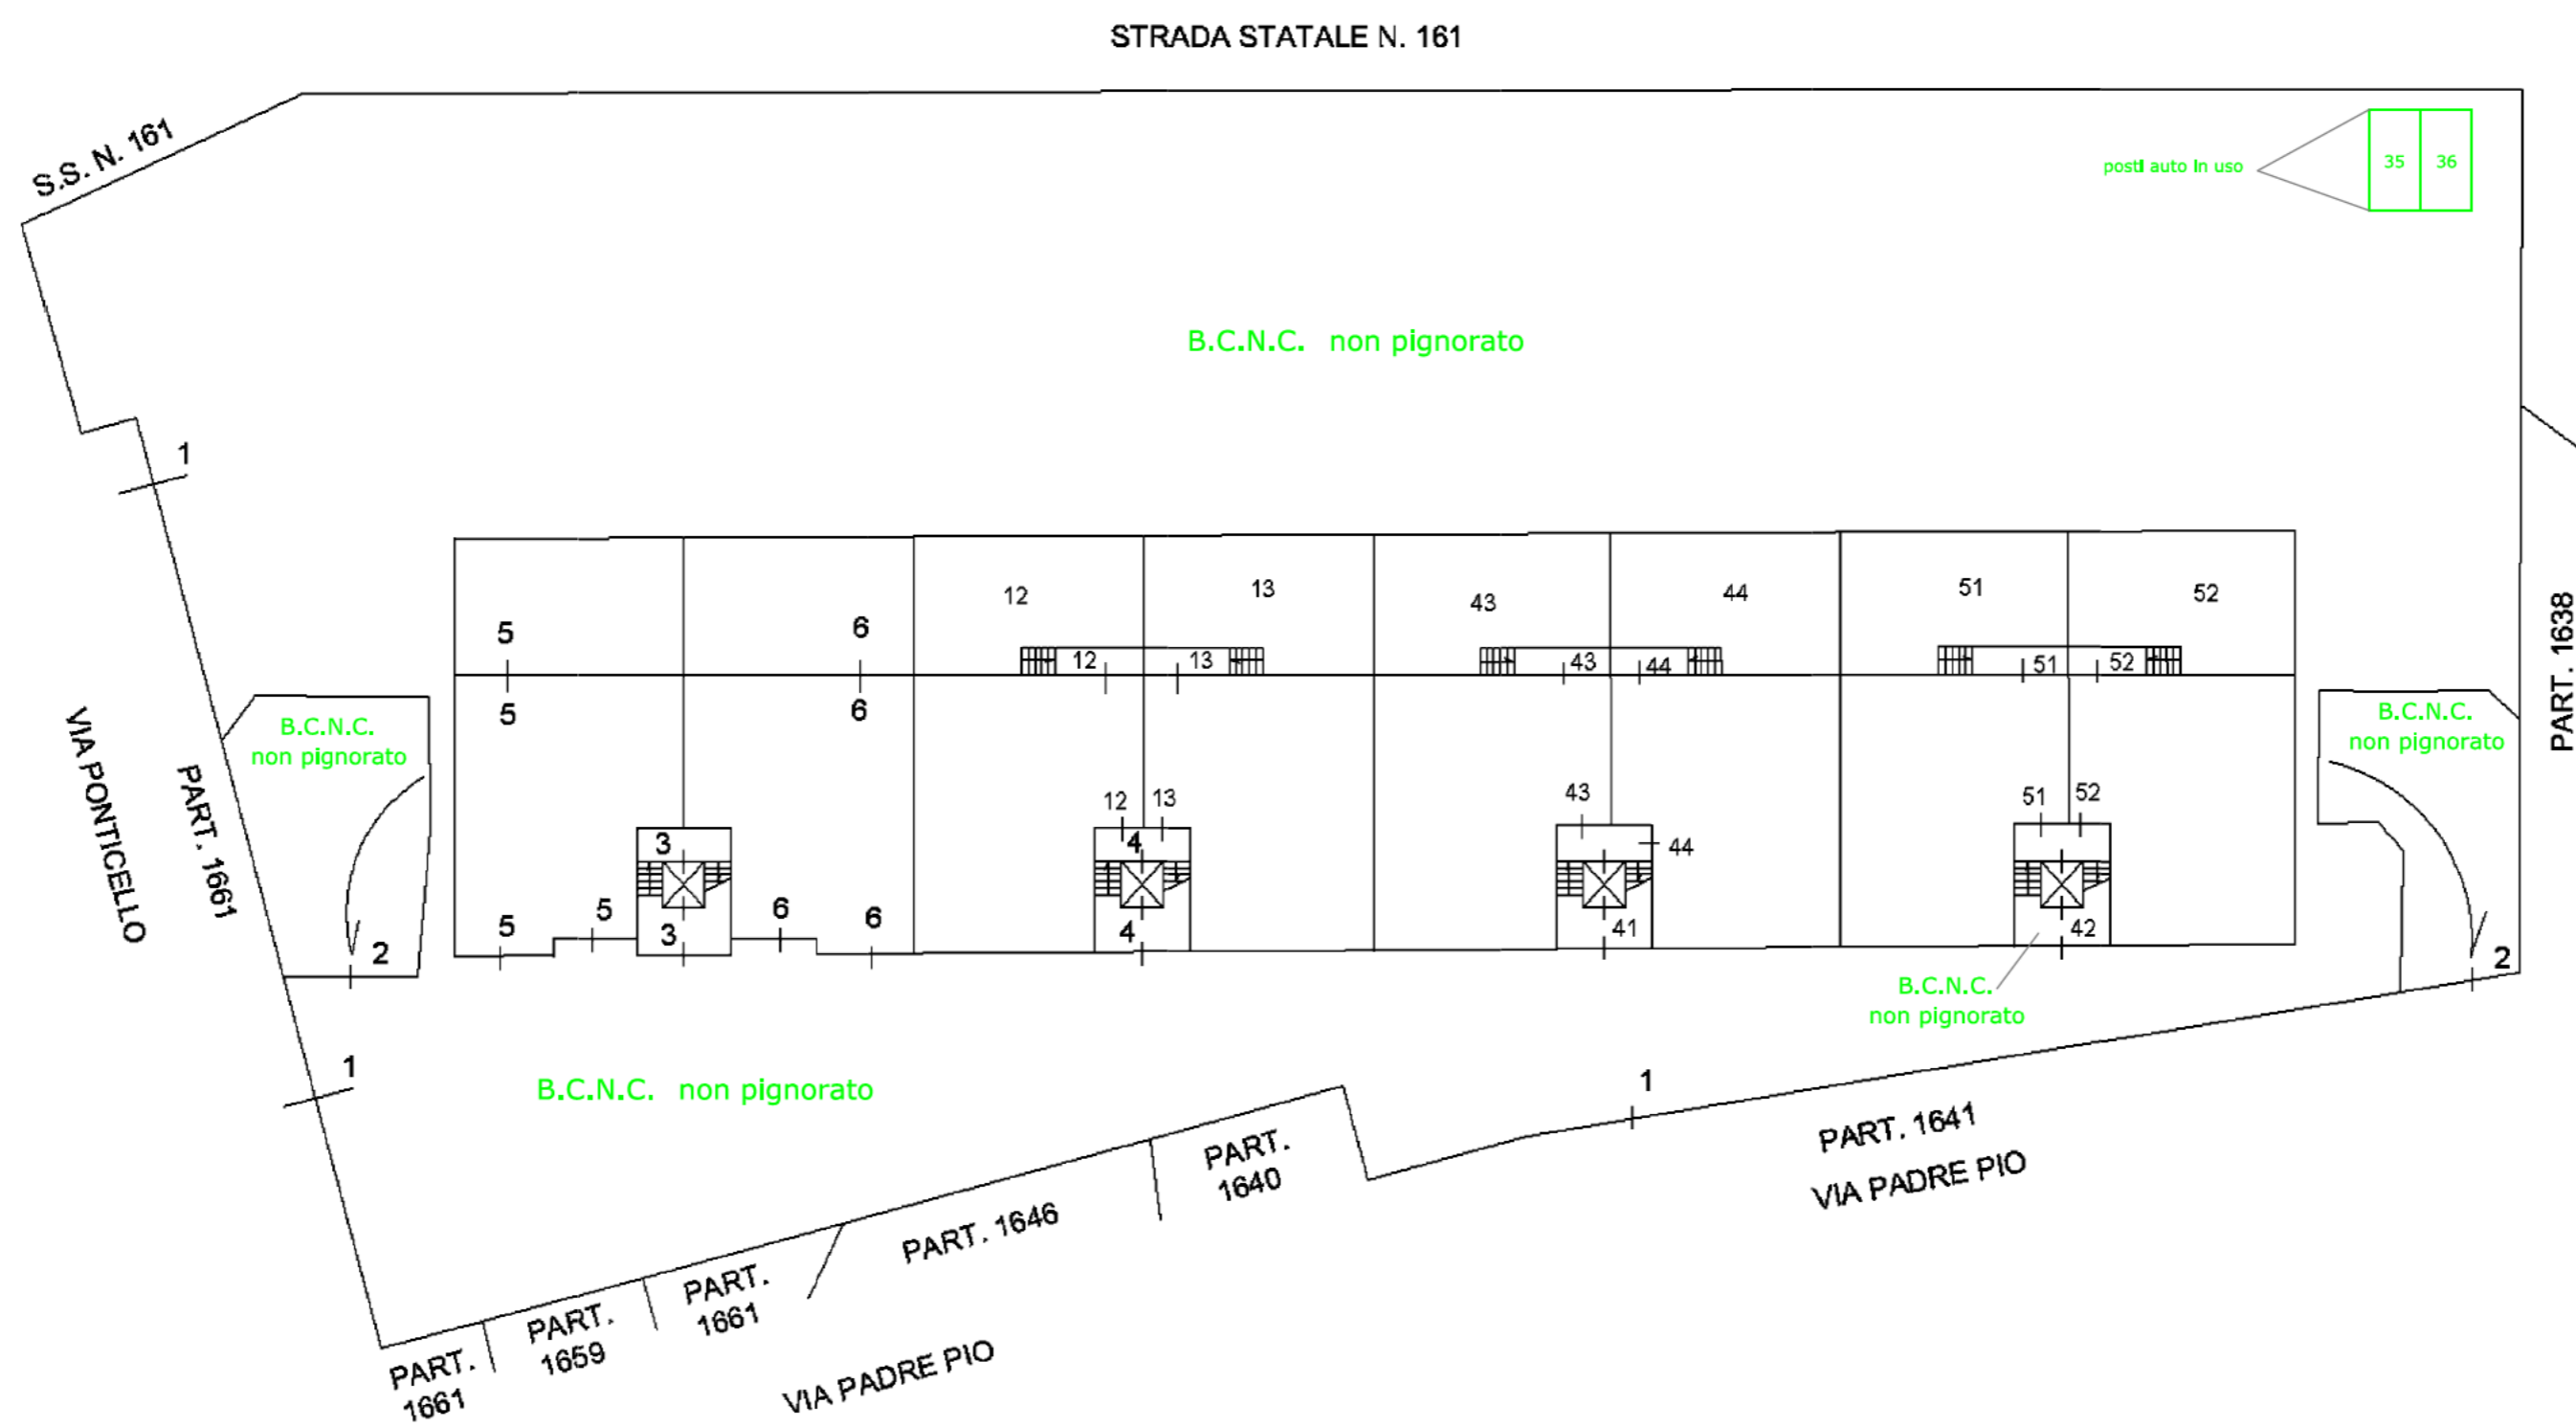 STRADA STATALE N. 161
S.S. N. 161
posti auto in uso
35
36
B.C.N.C. non pignorato
1
12
13
43
44
51
52
5
6
12
13
43
44
51
52
5
6
B.C.N.C.
non pignorato
B.C.N.C.
non pignorato
PART. 1638
VIA PONTICELLO
PART. 1661
12
13
43
51
52
3
4
44
5
5
3
6
6
4
41
42
2
2
B.C.N.C.
non pignorato
1
B.C.N.C. non pignorato
1
PART. 1641
VIA PADRE PIO
PART.
1640
PART. 1646
PART.
1661
PART.
1659
PART.
1661
VIA PADRE PIO